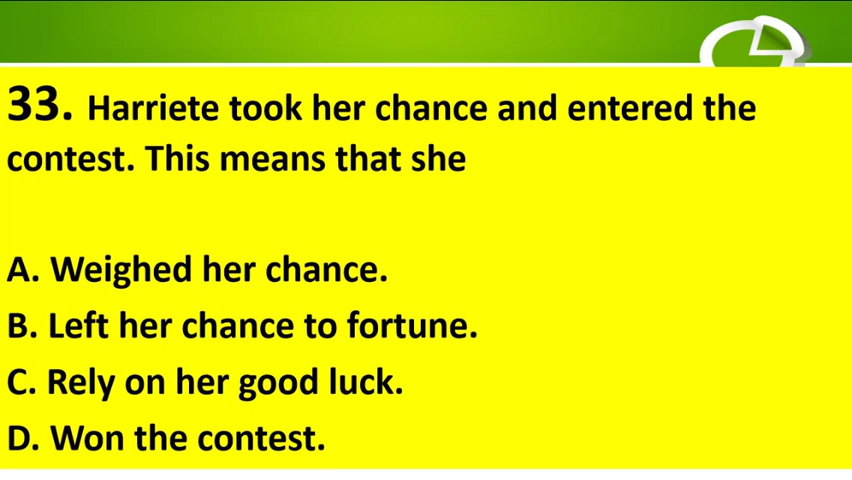 33. Harriete took her chance and entered the
contest. This means that she
A. Weighed her chance.
B. Left her chance to fortune.
C. Rely on her good luck.
D. Won the contest.